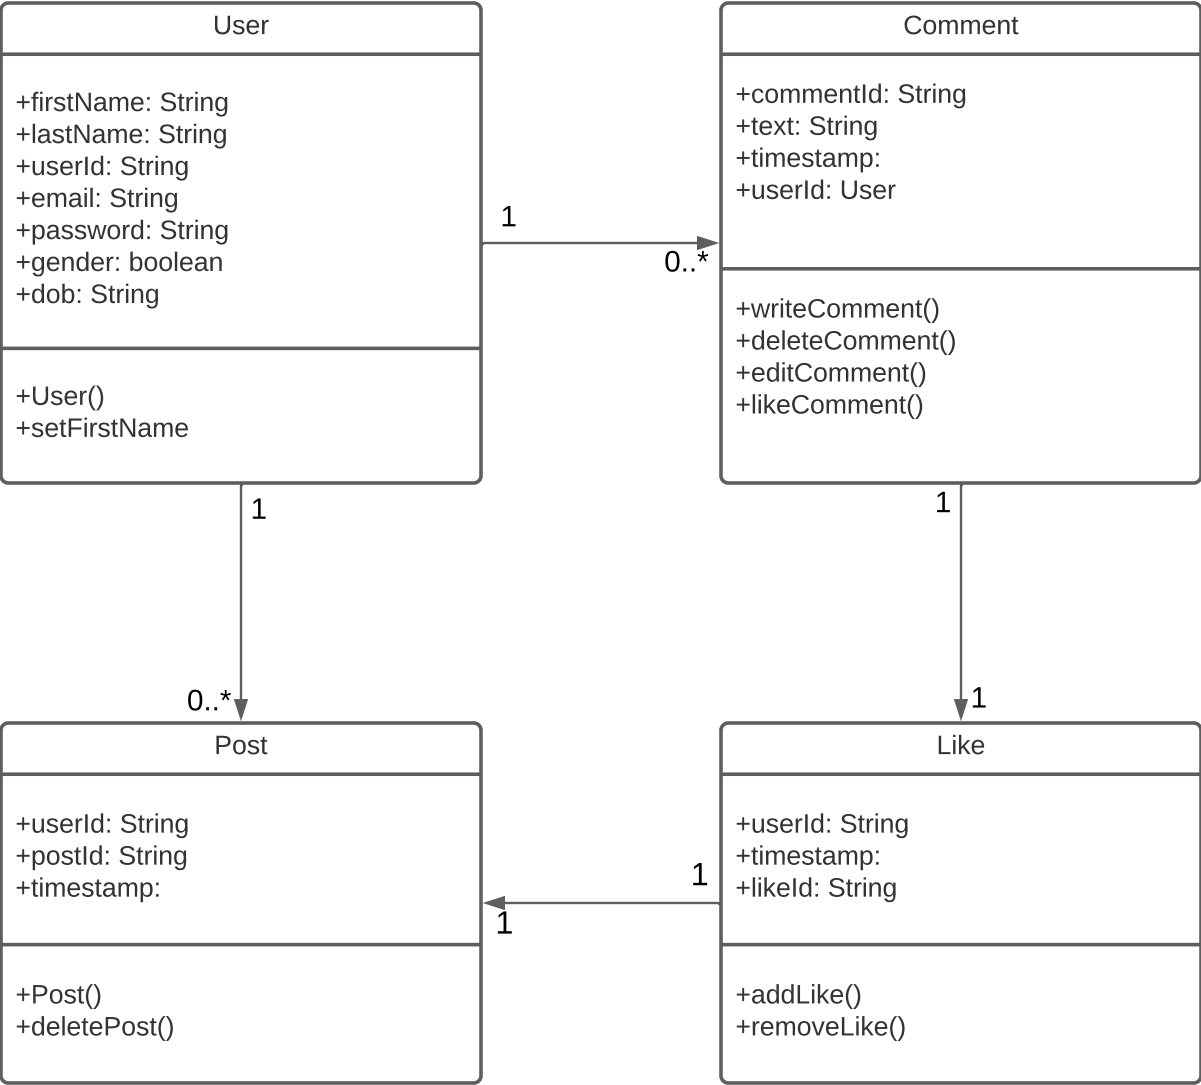 User
+firstName: String
+lastName: String
+userId: String
+email: String
+password: String
+gender: boolean
+dob: String
+User()
+setFirstName
1
0..*
Comment
+commentId: String
+text: String
+timestamp:
+userId: User
+writeComment()
+deleteComment()
+editComment()
+likeComment()
1
0..*
1
1
Post
+userId: String
+postId: String
+timestamp:
+Post()
+deletePost()
1
1
Like
+userId: String
+timestamp:
+likeId: String
+addLike()
+removeLike()